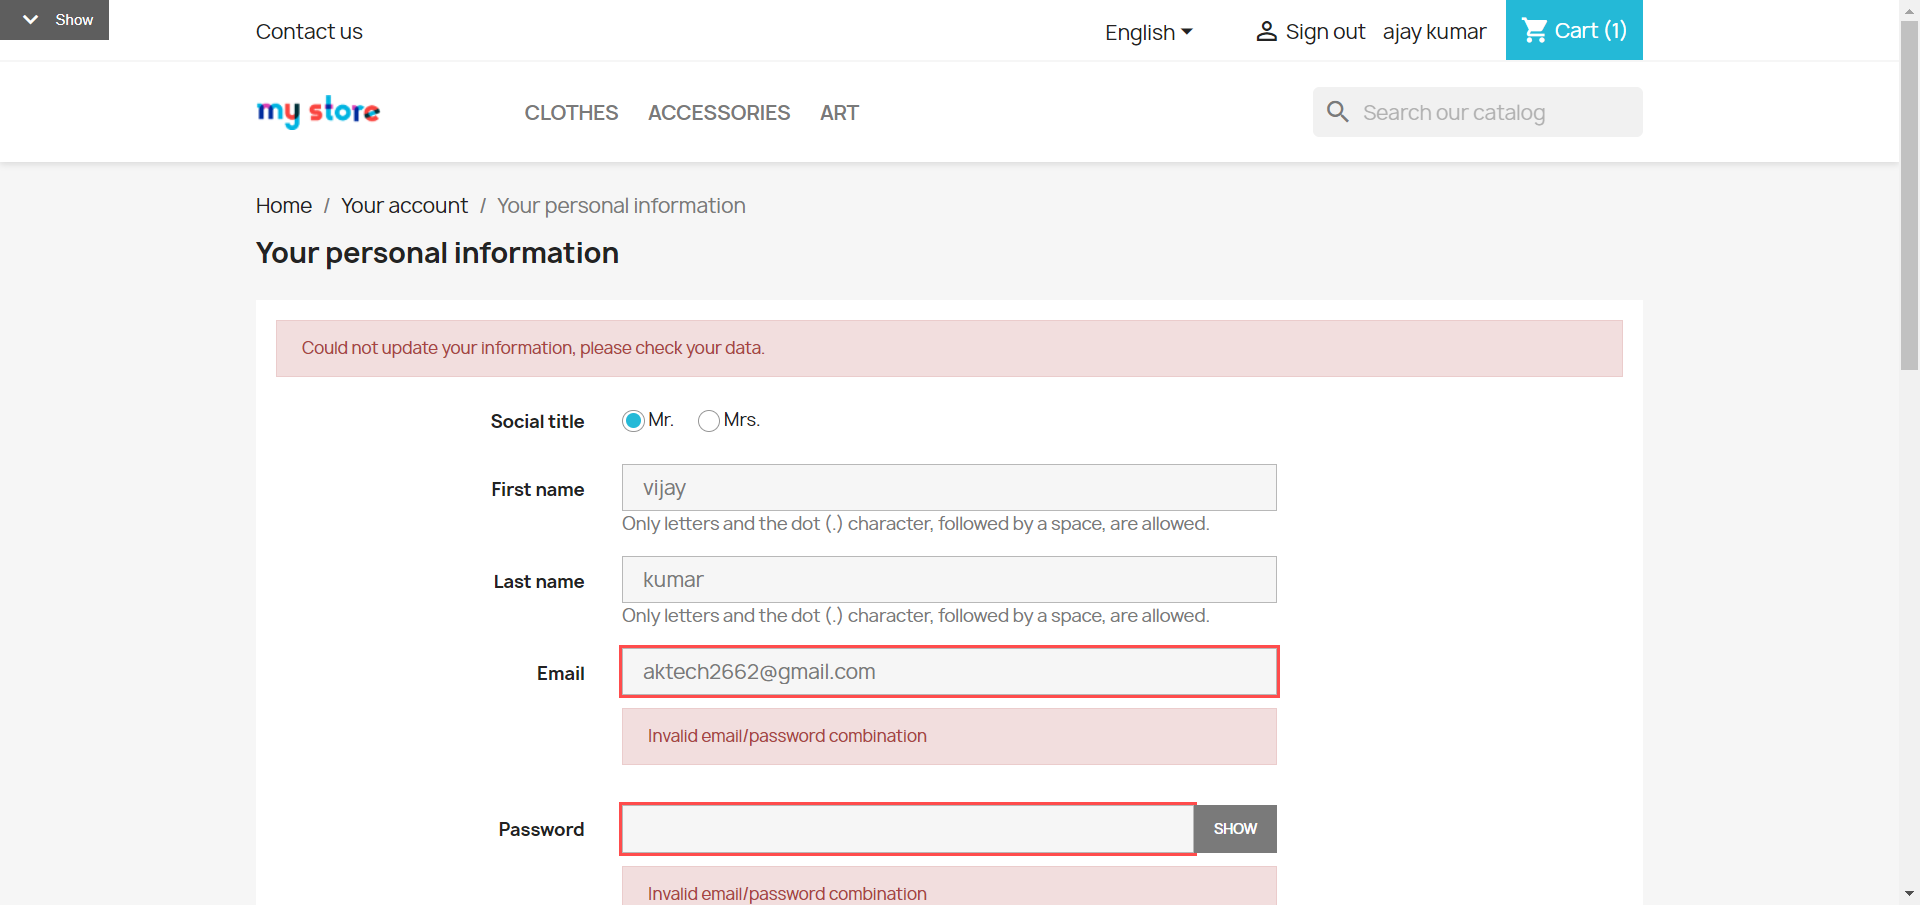 Show
Contact us
English
Sign out
ajay kumar
Cart (1)
my store
CLOTHES
ACCESSORIES
ART
Search our catalog
Home / Your account / Your personal information
Your personal information
Could not update your information, please check your data.
Social title
Mr.
Mrs.
First name
vijay
Only letters and the dot (.) character, followed by a space, are allowed.
Last name
kumar
Only letters and the dot (.) character, followed by a space, are allowed.
Email
aktech2662@gmail.com
Invalid email/password combination
Password
SHOW
Invalid email/password combination